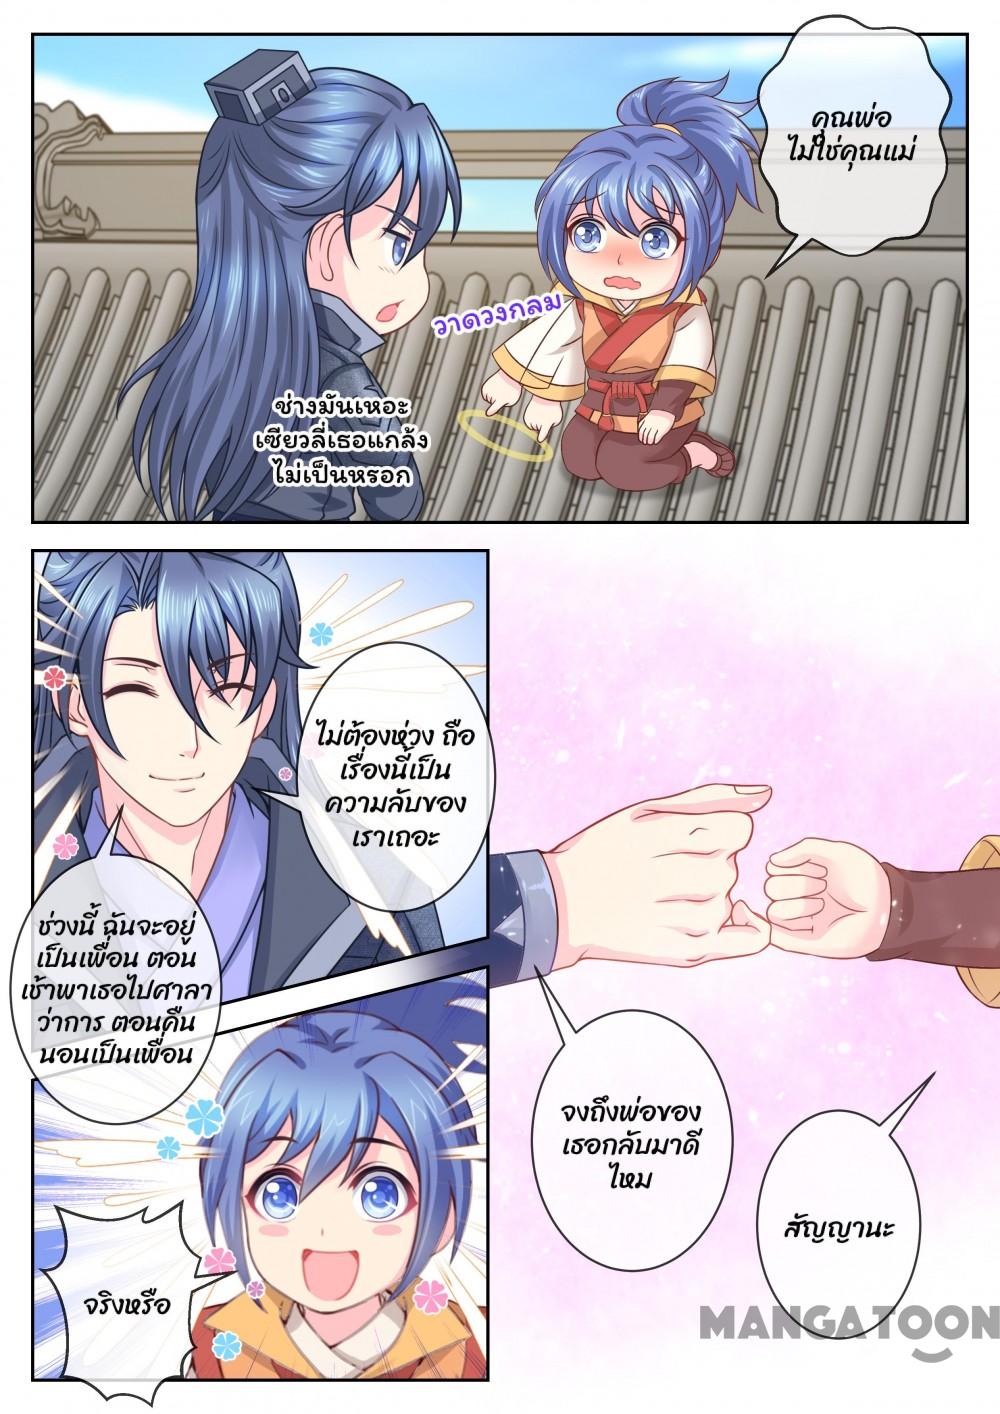 คุณพ่อ
ไม่ใช่คุณแม่
วาดวงกลม
ช่างมันเหอะ
เซียวลี่เธอแกล้ง
ไม่เป็นหรอก
ไม่ต้องห่วง ถือ
เรื่องนี้เป็น
ความลับของ
เราเถอะ
ช่วงนี้ ฉันจะอยู่
เป็นเพื่อน ตอน
เช้าพาเธอไปศาลา
ว่าการ ตอนคืน
นอนเป็นเพื่อน
จริงหรือ
จงถึงพ่อของ
เธอกลับมาดี
ไหม
สัญญานะ
MANGATOON